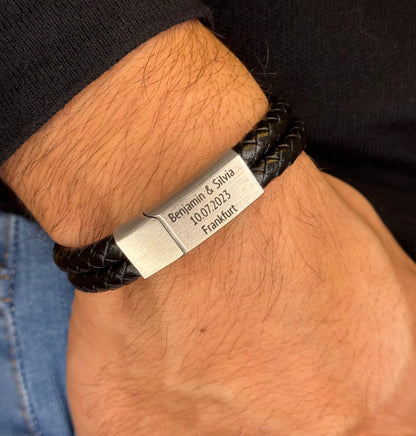 Benjamin & Silvia
10.07.2023
Frankfurt